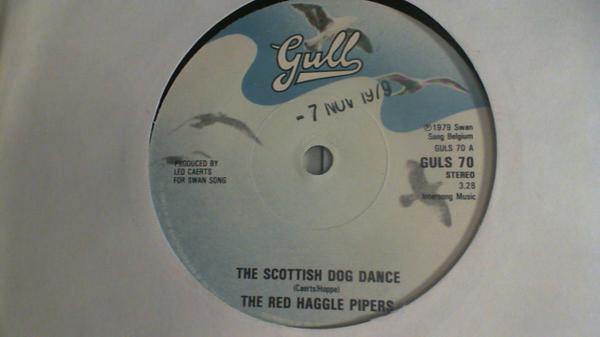 Gull
-7 NOV 1979
℗1979 Swan
Song Belgium
GULS 70 A
GULS 70
STEREO
3.28
Intersong Music
PRODUCED BY
LEO CAERTS
FOR SWAN SONG
THE SCOTTISH DOG DANCE
(Caerts/Hoppe)
THE RED HAGGLE PIPERS